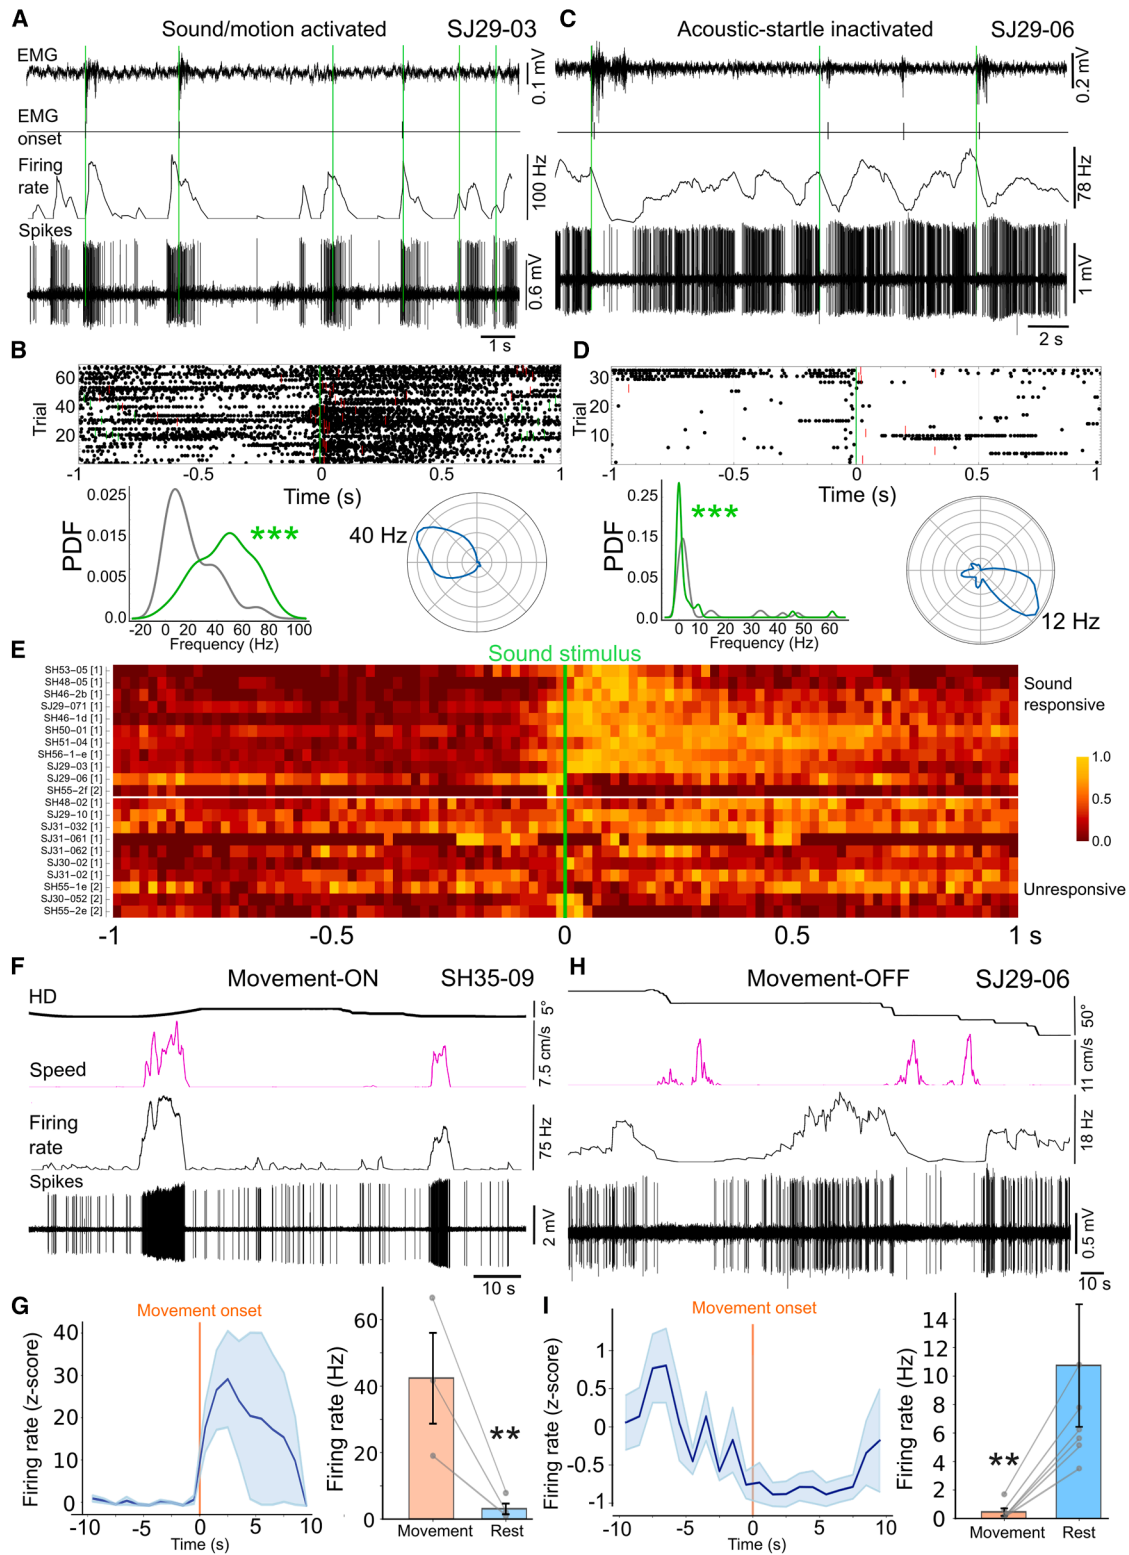 A
Sound/motion activated
SJ29-03
EMG
0.1 mV
EMG
onset
Firing
rate
100 Hz
Spikes
0.6 mV
1 s
C
Acoustic-startle inactivated
SJ29-06
0.2 mV
78 Hz
1 mV
2 s
B
Trial
60
40
20
-1
-0.5
0
0.5
1
Time (s)
PDF
0.025
0.015
0.005
0.0
-20
0
20
40
60
80
100
Frequency (Hz)
***
40 Hz
D
Trial
30
20
10
-1
-0.5
0
0.5
1
Time (s)
PDF
0.25
0.15
0.05
0.0
0
10
20
30
40
50
60
Frequency (Hz)
***
12 Hz
E
Sound stimulus
SH53-05 [1]
SH48-05 [1]
SH46-2b [1]
SJ29-071 [1]
SH46-1d [1]
SH50-01 [1]
SH51-04 [1]
SH56-1-e [1]
SJ29-03 [1]
SJ29-06 [1]
SH55-2f [2]
SH48-02 [1]
SJ29-10 [1]
SJ31-032 [1]
SJ31-061 [1]
SJ31-062 [1]
SJ30-02 [1]
SJ31-02 [1]
SH55-1e [2]
SJ30-052 [2]
SH55-2e [2]
Sound
responsive
1.0
0.5
0.0
Unresponsive
-1
-0.5
0
0.5
1 s
F
Movement-ON
SH35-09
HD
5°
Speed
7.5 cm/s
Firing
rate
75 Hz
Spikes
2 mV
10 s
H
Movement-OFF
SJ29-06
50°
11 cm/s
18 Hz
0.5 mV
10 s
G
Movement onset
Firing rate (z-score)
40
30
20
10
0
-10
-5
0
5
10
Time (s)
Firing rate (Hz)
60
40
20
0
**
Movement
Rest
I
Movement onset
Firing rate (z-score)
1
0.5
0
-0.5
-1
-10
-5
0
5
10
Time (s)
Firing rate (Hz)
14
12
10
8
6
4
2
0
**
Movement
Rest